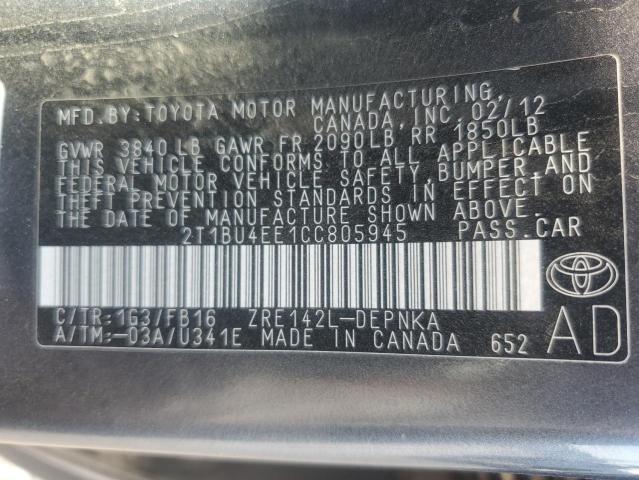 MFD.BY:TOYOTA MOTOR MANUFACTURING,
CANADA,INC. 02/12
GVWR 3840 LB GAWR FR 2090LB, RR 1850LB
THIS VEHICLE CONFORMS TO ALL APPLICABLE
FEDERAL MOTOR VEHICLE SAFETY,BUMPER,AND
THEFT PREVENTION STANDARDS IN EFFECT ON
THE DATE OF MANUFACTURE SHOWN ABOVE.
2T1BU4EE1CC805945 PASS.CAR
C/TR:1G3/FB16 ZRE142L-DEPNKA
A/TM:-03A/U341E MADE IN CANADA 652
AD